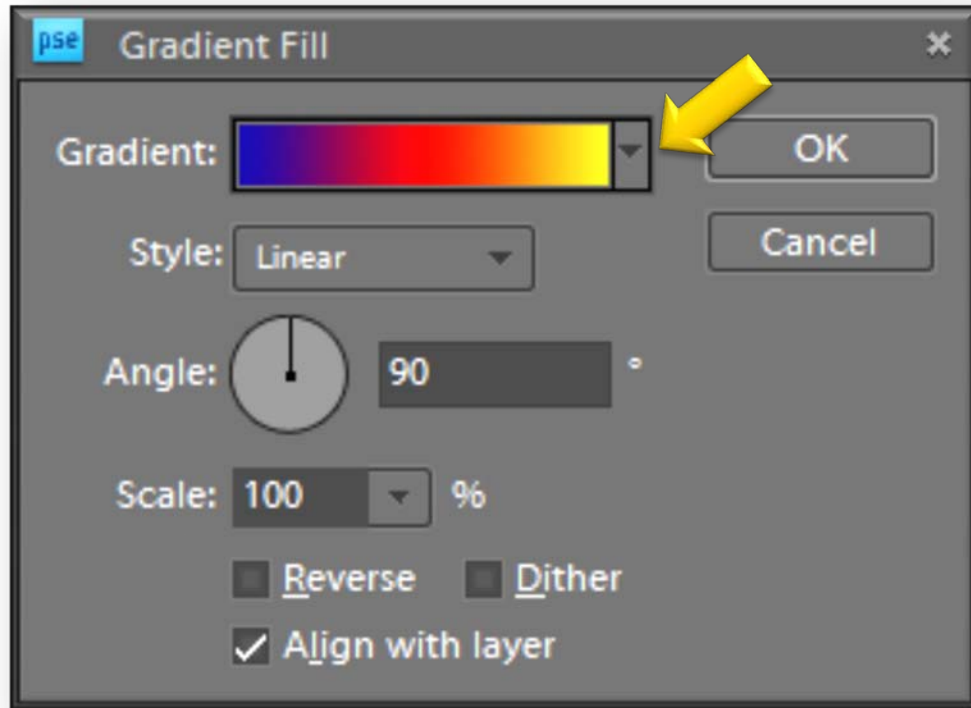 pse Gradient Fill
Gradient: OK
Style: Linear Cancel
Angle: 90 °
Scale: 100 %
Reverse Dither
Align with layer